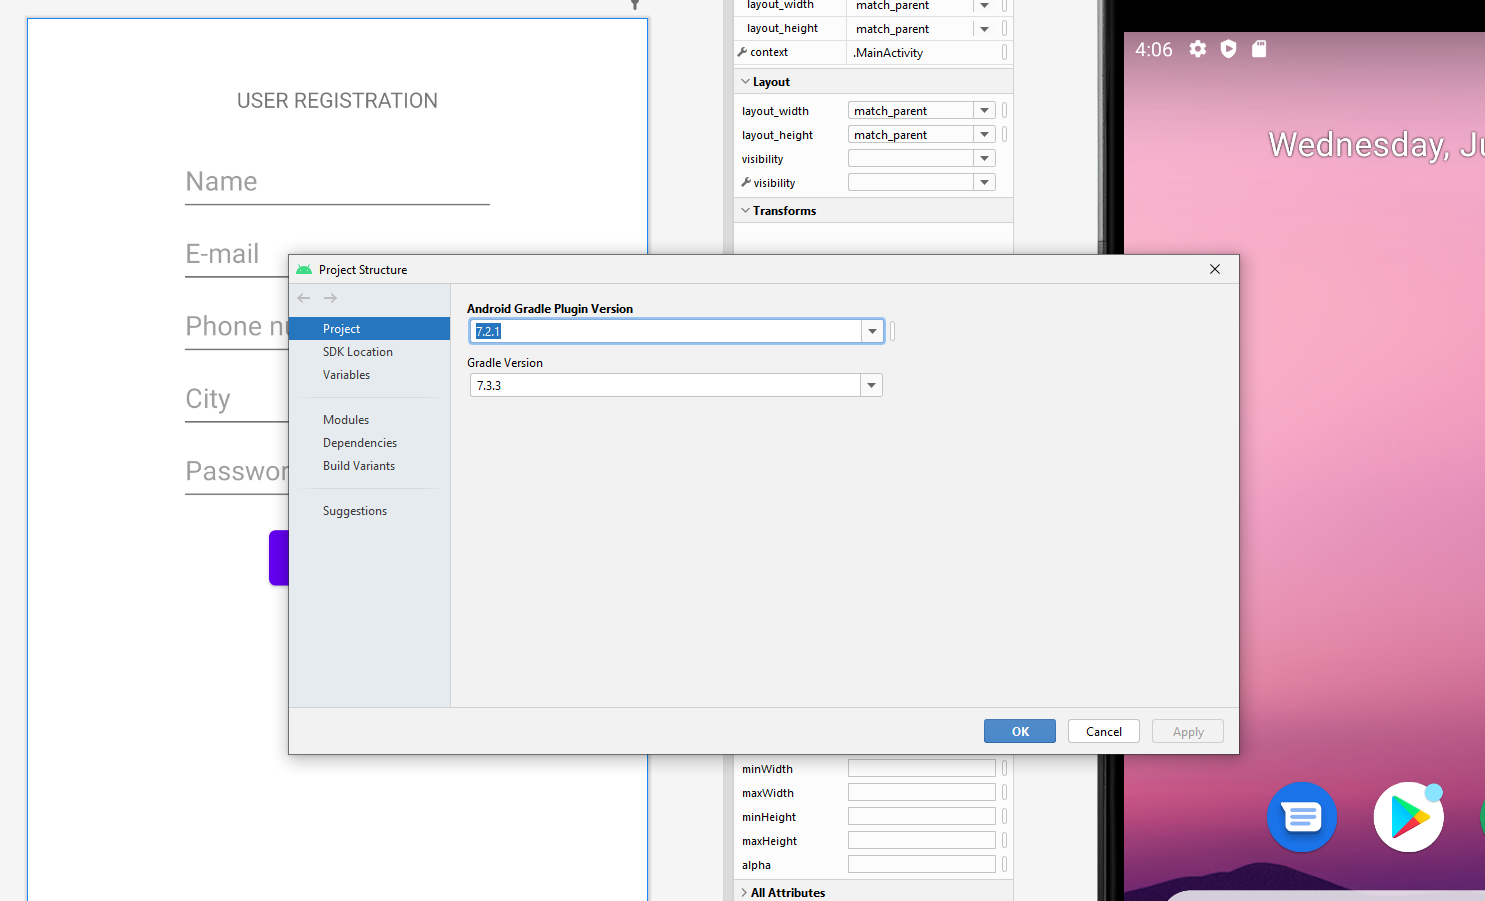 layout_width match_parent
layout_height match_parent
context .MainActivity
Layout
layout_width match_parent
layout_height match_parent
visibility
visibility
Transforms
USER REGISTRATION
Name
E-mail
Phone nu
City
Passwor
Project Structure
Project
SDK Location
Variables
Modules
Dependencies
Build Variants
Suggestions
Android Gradle Plugin Version
7.2.1
Gradle Version
7.3.3
OK Cancel Apply
minWidth
maxWidth
minHeight
maxHeight
alpha
All Attributes
4:06
Wednesday, Ju